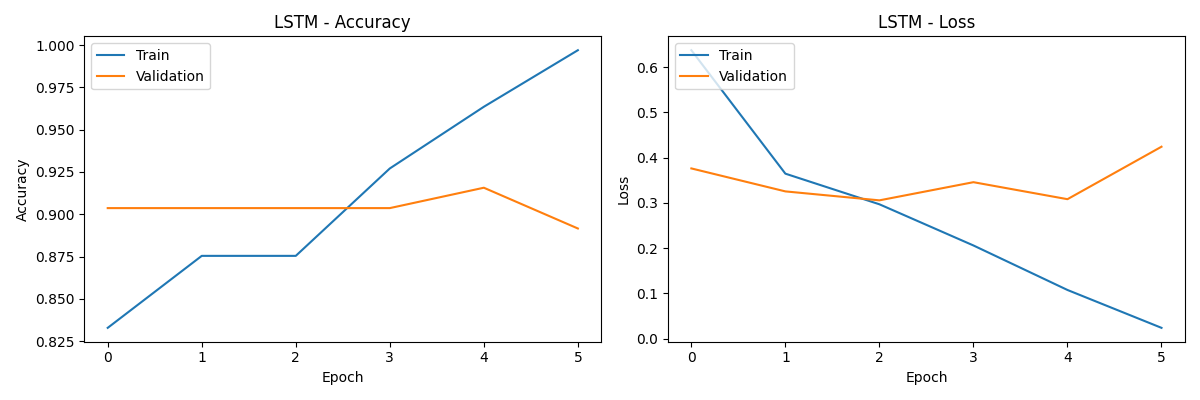 LSTM - Accuracy
Train
Validation
1.000
0.975
0.950
0.925
0.900
0.875
0.850
0.825
Accuracy
0 1 2 3 4 5
Epoch
LSTM - Loss
Train
Validation
0.6
0.5
0.4
0.3
0.2
0.1
0.0
Loss
0 1 2 3 4 5
Epoch